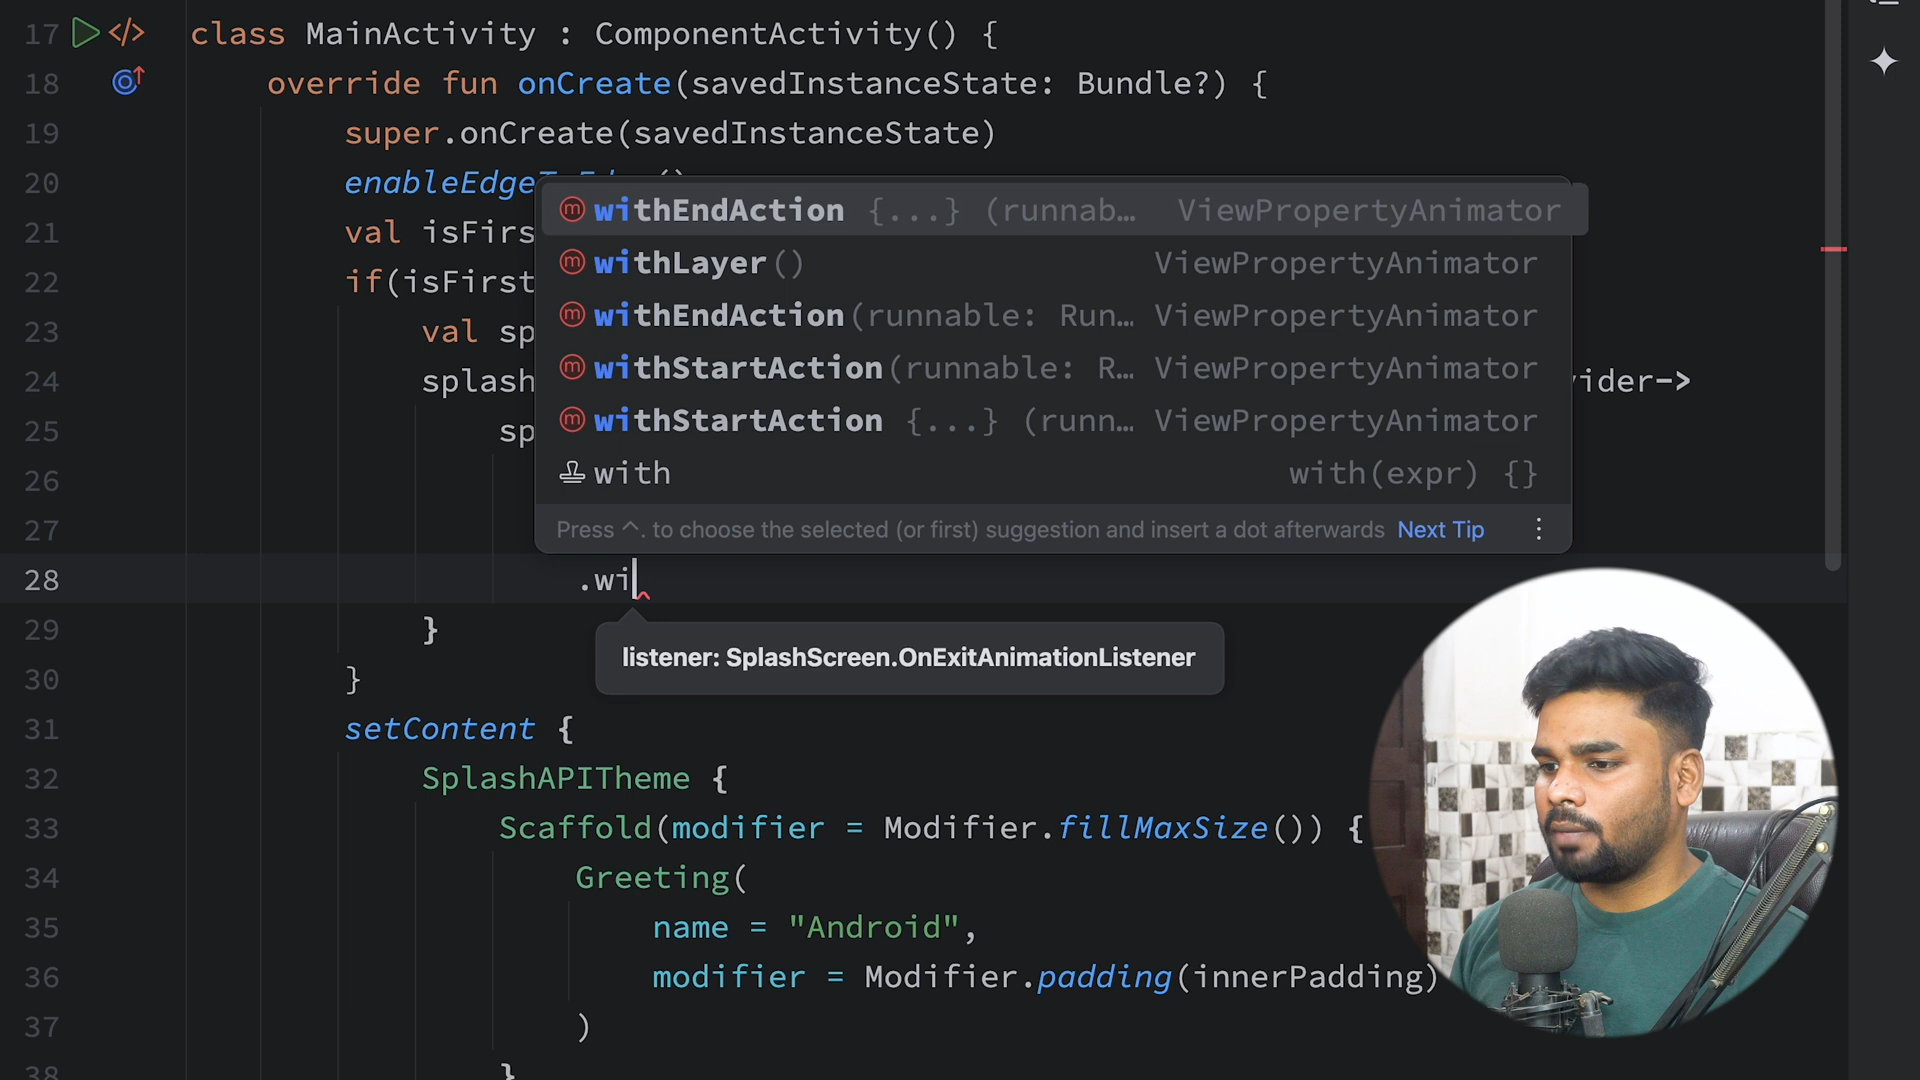 17 </> class MainActivity : ComponentActivity() {
18 override fun onCreate(savedInstanceState: Bundle?) {
19 super.onCreate(savedInstanceState)
20 enableEdgeToEdge()
21 val isFirs
22 if(isFirst
23 val sp
24 splash vider->
25 sp
26
27
withEndAction {...} (runnab… ViewPropertyAnimator
withLayer() ViewPropertyAnimator
withEndAction(runnable: Run… ViewPropertyAnimator
withStartAction(runnable: R… ViewPropertyAnimator
withStartAction {...} (runn… ViewPropertyAnimator
with with(expr) {}
Press ^. to choose the selected (or first) suggestion and insert a dot afterwards Next Tip
28 .wi
29 }
listener: SplashScreen.OnExitAnimationListener
30 }
31 setContent {
32 SplashAPITheme {
33 Scaffold(modifier = Modifier.fillMaxSize()) {
34 Greeting(
35 name = "Android",
36 modifier = Modifier.padding(innerPadding)
37 )
38 }